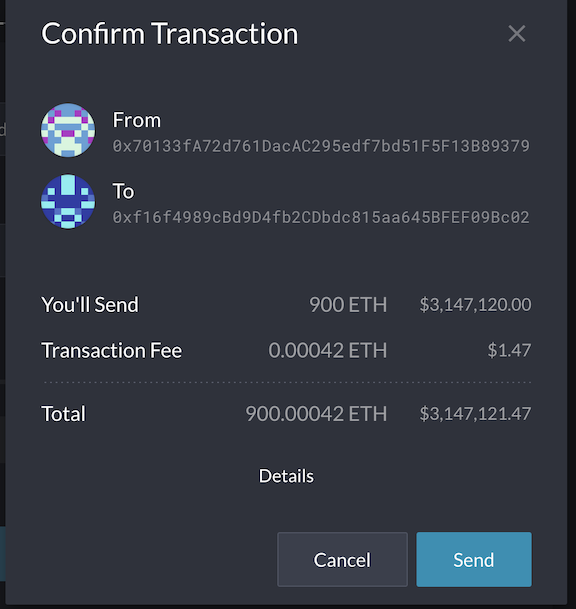 Confirm Transaction
From
0x70133fA72d761DacAC295edf7bd51F5F13B89379
To
0xf16f4989cBd9D4fb2CDbdc815aa645BFEF09Bc02
You'll Send 900 ETH $3,147,120.00
Transaction Fee 0.00042 ETH $1.47
Total 900.00042 ETH $3,147,121.47
Details
Cancel Send